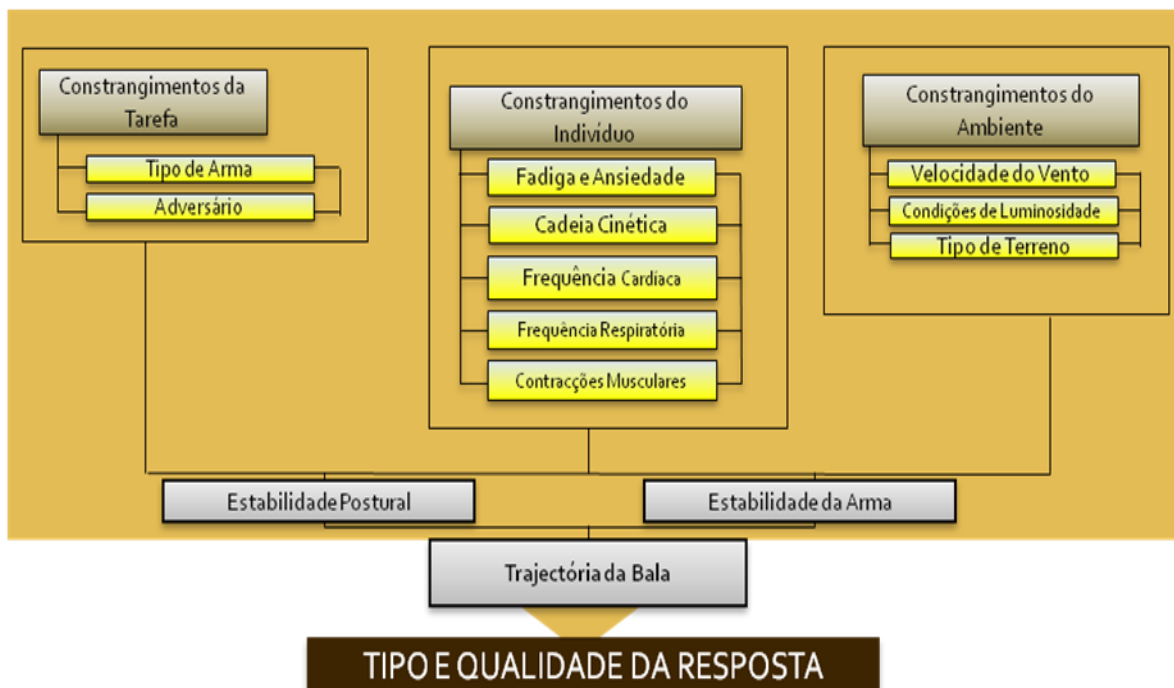 Constrangimentos da
Tarefa
Tipo de Arma
Adversário
Constrangimentos do
Indivíduo
Fadiga e Ansiedade
Cadeia Cinética
Frequência Cardíaca
Frequência Respiratória
Contracções Musculares
Constrangimentos do
Ambiente
Velocidade do Vento
Condições de Luminosidade
Tipo de Terreno
Estabilidade Postural
Estabilidade da Arma
Trajectória da Bala
TIPO E QUALIDADE DA RESPOSTA